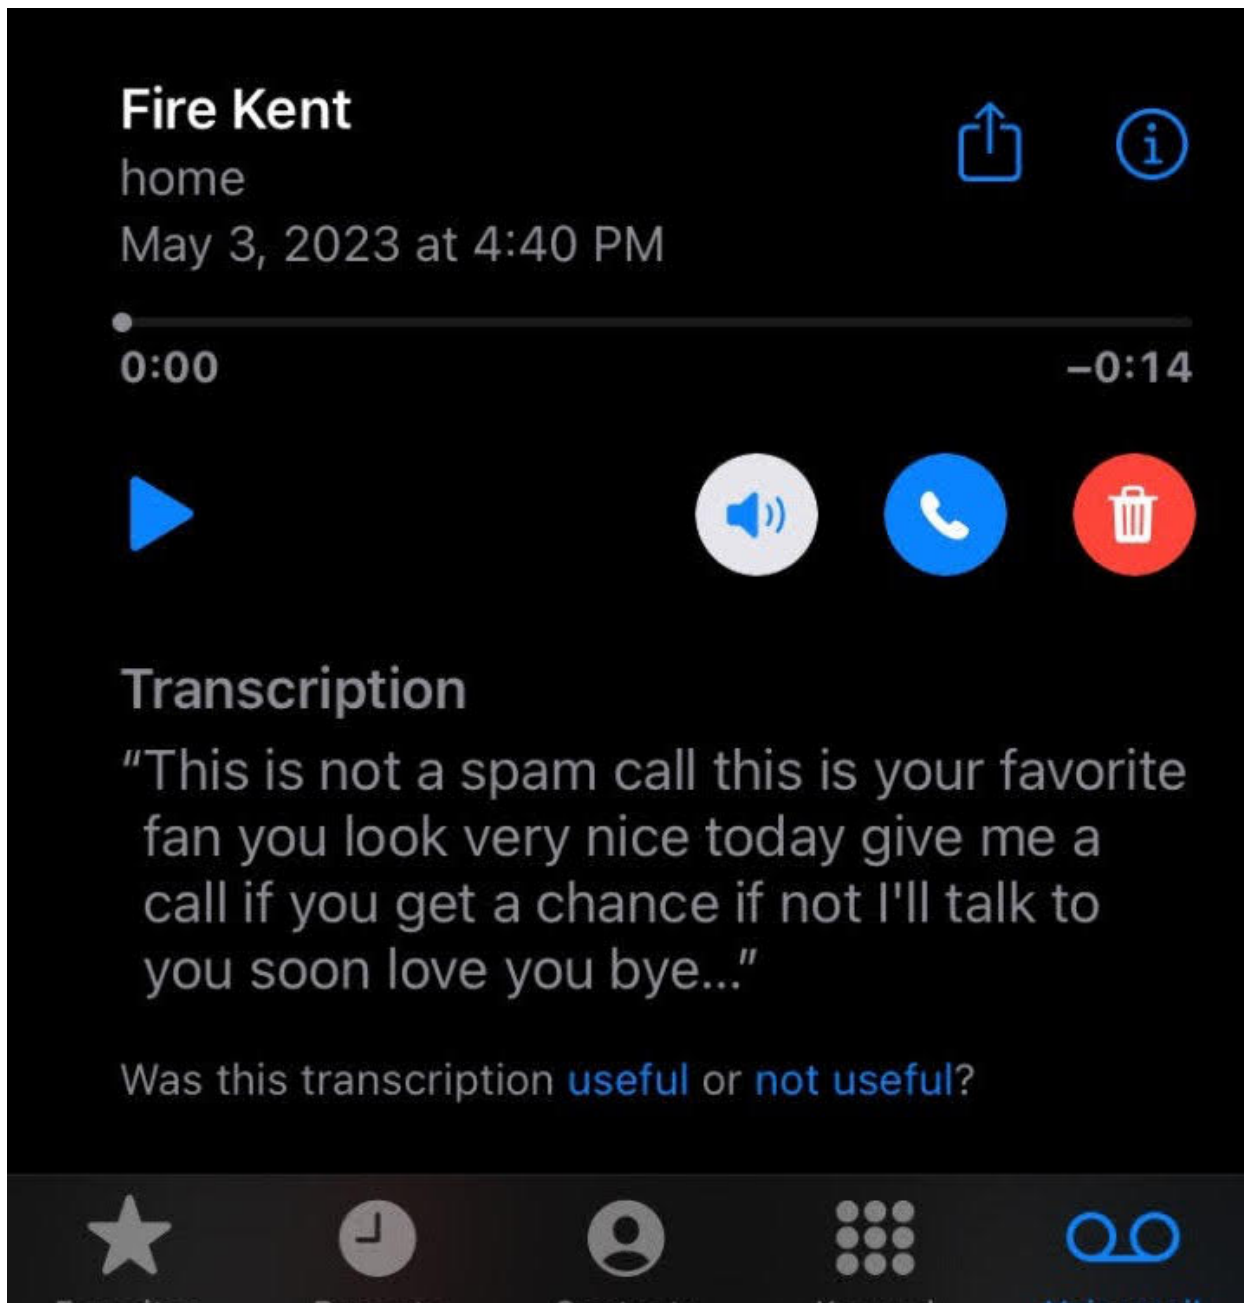 Fire Kent
home
May 3, 2023 at 4:40 PM
0:00
−0:14
Transcription
“This is not a spam call this is your favorite
fan you look very nice today give me a
call if you get a chance if not I'll talk to
you soon love you bye...”
Was this transcription useful or not useful?